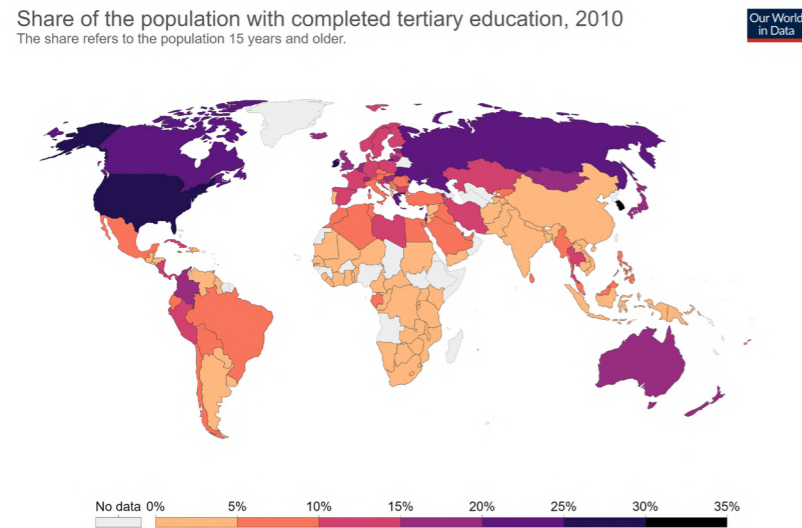 Share of the population with completed tertiary education, 2010
The share refers to the population 15 years and older.
Our World
in Data
No data 0% 5% 10% 15% 20% 25% 30% 35%